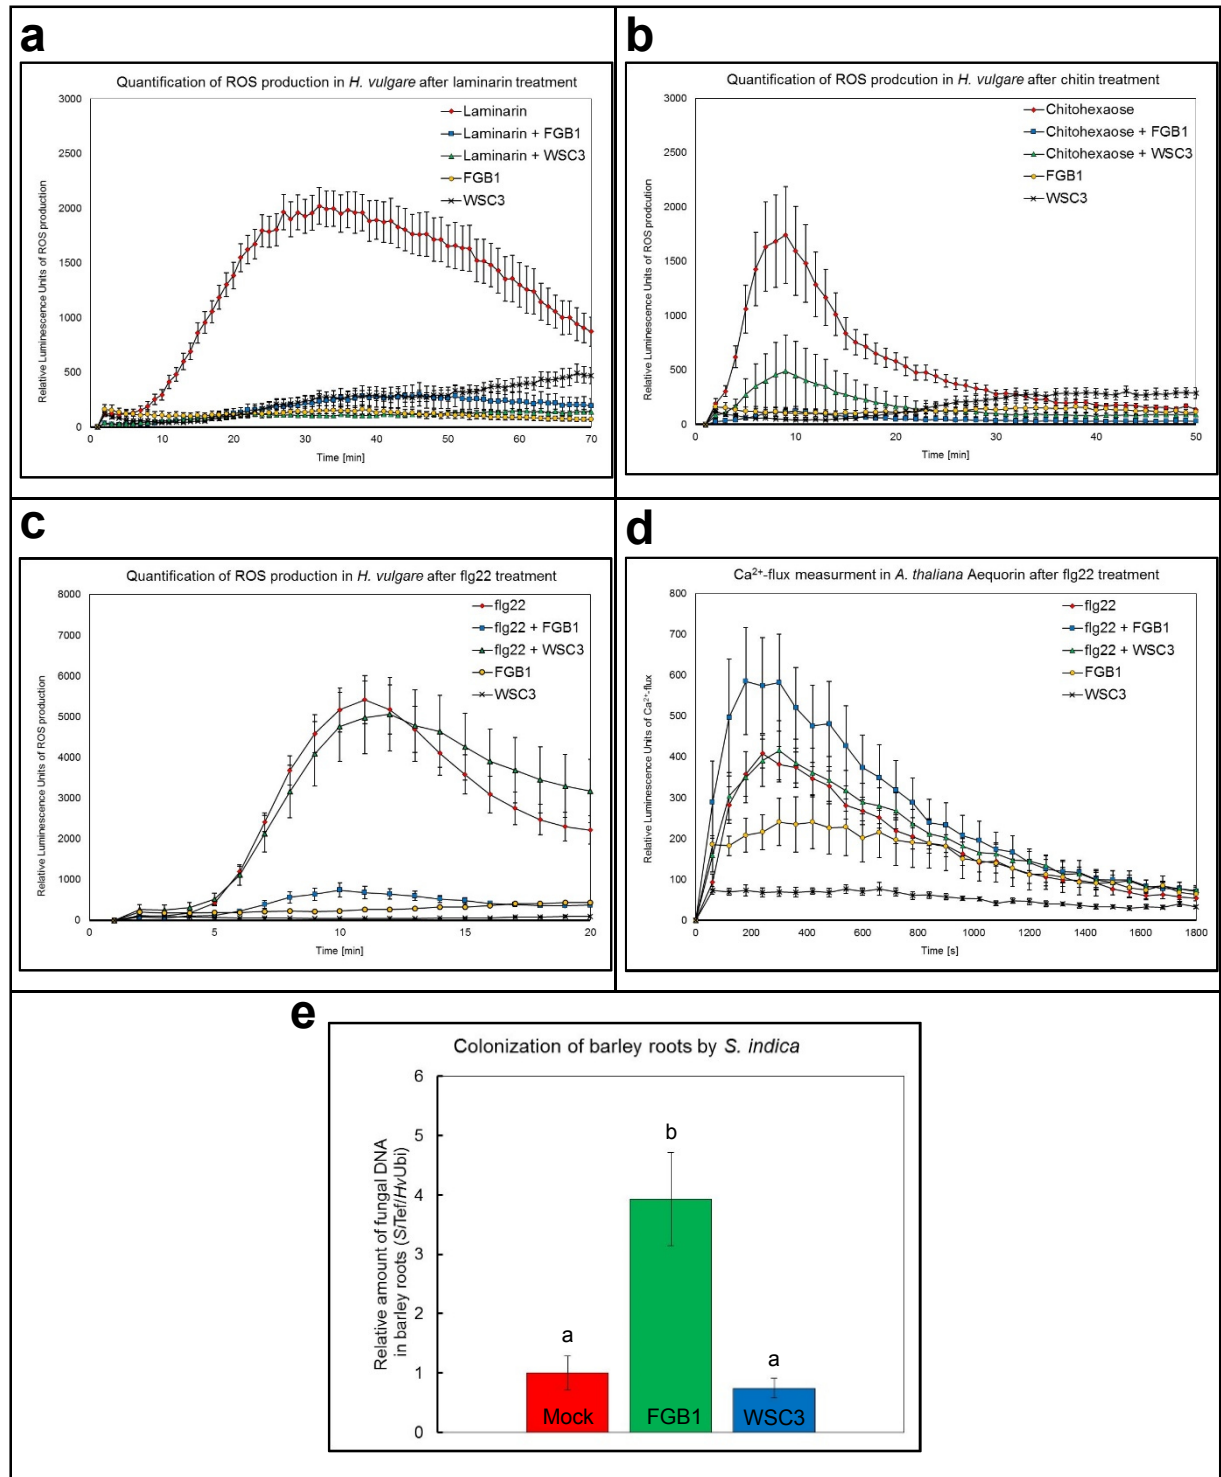 a
Quantification of ROS production in H. vulgare after laminarin treatment
Relative Luminescence Units of ROS production
3000
2500
2000
1500
1000
500
0
0 10 20 30 40 50 60 70
Time [min]
Laminarin
Laminarin + FGB1
Laminarin + WSC3
FGB1
WSC3
b
Quantification of ROS prodcution in H. vulgare after chitin treatment
Relative Luminescence Units of ROS prodcution
3000
2500
2000
1500
1000
500
0
0 10 20 30 40 50
Time [min]
Chitohexaose
Chitohexaose + FGB1
Chitohexaose + WSC3
FGB1
WSC3
c
Quantification of ROS production in H. vulgare after flg22 treatment
Relative Luminescence Units of ROS production
8000
7000
6000
5000
4000
3000
2000
1000
0
0 5 10 15 20
Time [min]
flg22
flg22 + FGB1
flg22 + WSC3
FGB1
WSC3
d
Ca²⁺-flux measurment in A. thaliana Aequorin after flg22 treatment
Relative Luminescence Units of Ca²⁺-flux
800
700
600
500
400
300
200
100
0
0 200 400 600 800 1000 1200 1400 1600 1800
Time [s]
flg22
flg22 + FGB1
flg22 + WSC3
FGB1
WSC3
e
Colonization of barley roots by S. indica
Relative amount of fungal DNA
in barley roots (SiTef/HvUbi)
6
5
4
3
2
1
0
a
b
a
Mock
FGB1
WSC3